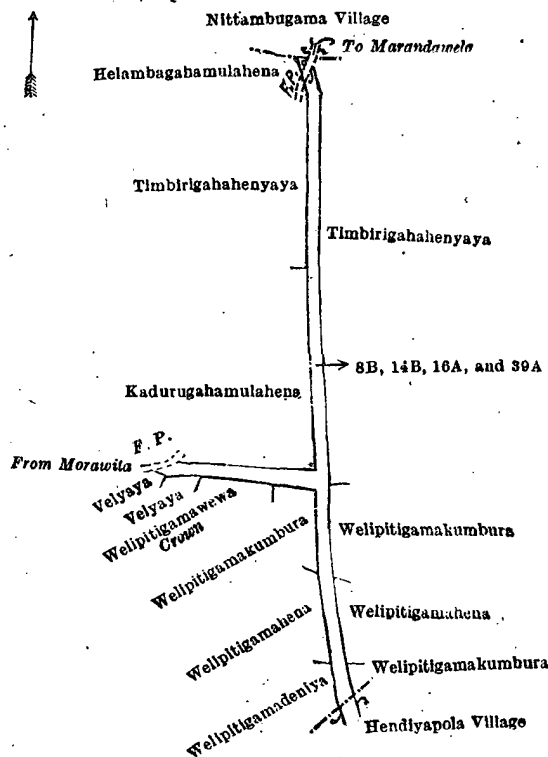 Nittambugama Village
To Marandawela
Helambagahamulahena
F.P.
Timbirigahahenyaya
Timbirigahahenyaya
8B, 14B, 16A, and 39A
Kadurugahamulahena
F. P.
From Morawita
Velyaya
Velyaya
Welipitigamawewa
Crown
Welipitigamakumbura
Welipitigamakumbura
Welipitigamahena
Welipitigamahena
Welipitigamakumbura
Welipitigamadeniya
Hendiyapola Village